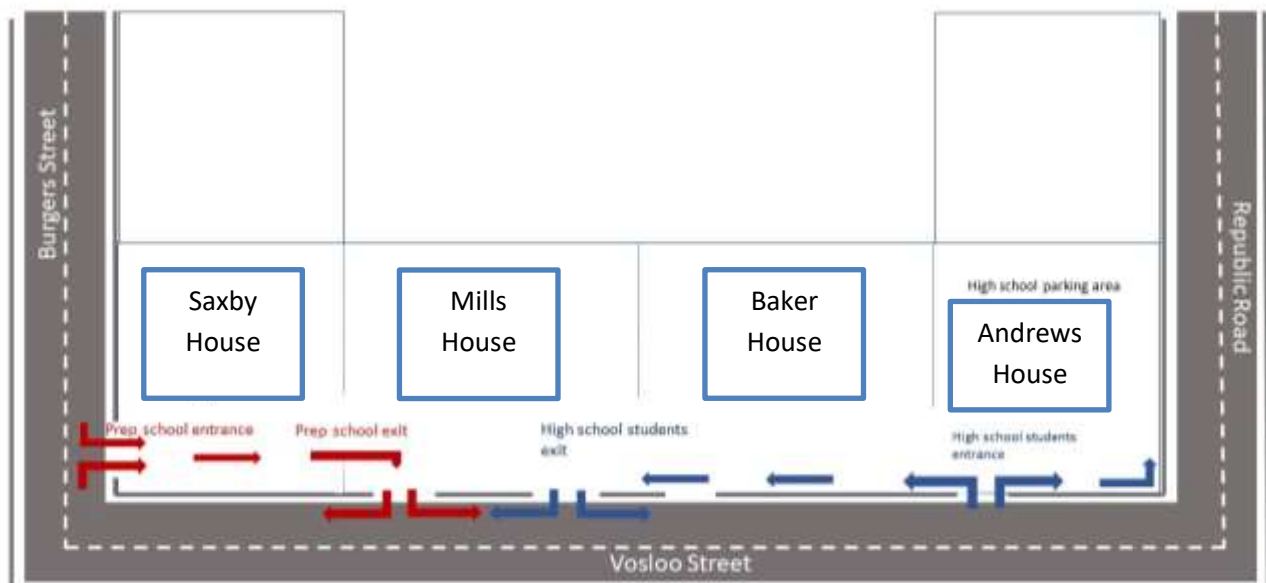 Burgers Street
Republic Road
Saxby
House
Mills
House
Baker
House
High school parking area
Andrews
House
Prep school entrance
Prep school exit
High school students
exit
High school students
entrance
Vosloo Street